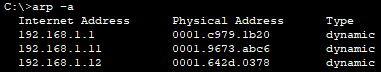 C:\>arp -a
Internet Address Physical Address Type
192.168.1.1 0001.c979.1b20 dynamic
192.168.1.11 0001.9673.abc6 dynamic
192.168.1.12 0001.642d.0378 dynamic